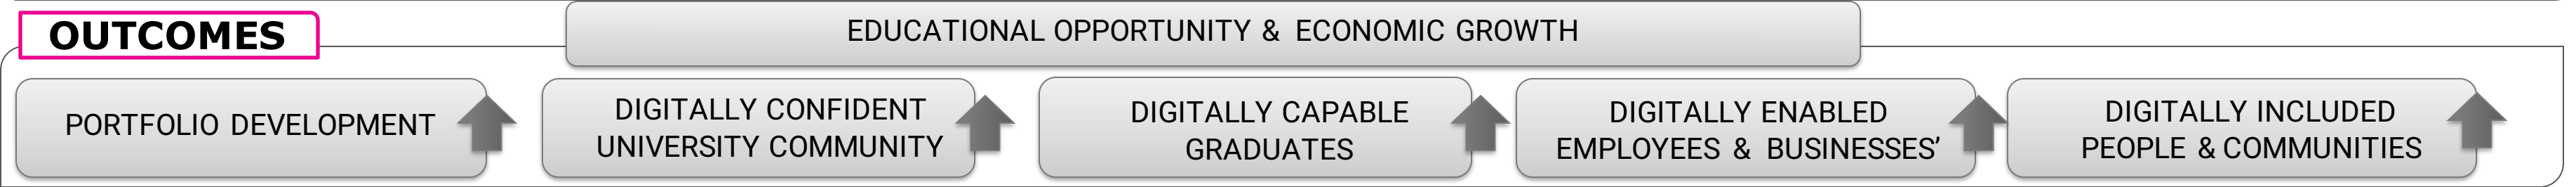 OUTCOMES
EDUCATIONAL OPPORTUNITY & ECONOMIC GROWTH
PORTFOLIO DEVELOPMENT
DIGITALLY CONFIDENT
UNIVERSITY COMMUNITY
DIGITALLY CAPABLE
GRADUATES
DIGITALLY ENABLED
EMPLOYEES & BUSINESSES’
DIGITALLY INCLUDED
PEOPLE & COMMUNITIES